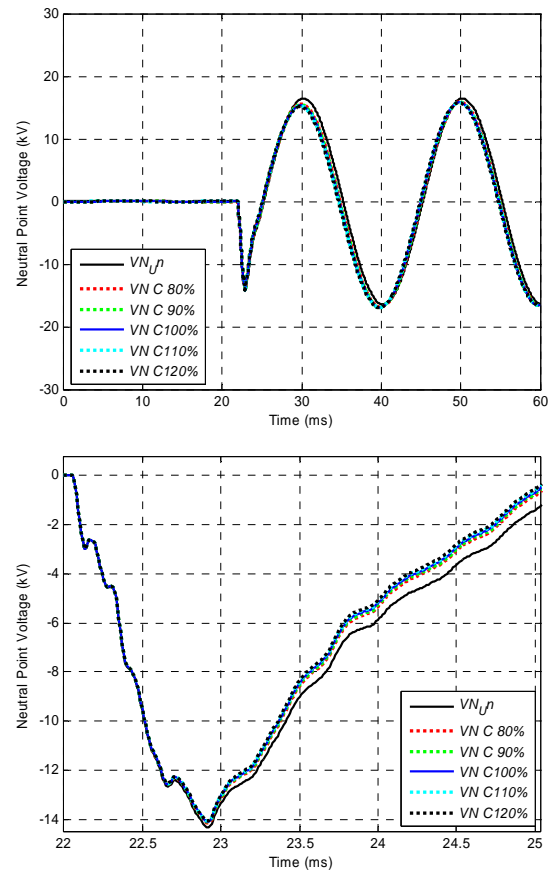 30
20
10
0
-10
-20
-30
Neutral Point Voltage (kV)
VN_Un
VN C 80%
VN C 90%
VN C100%
VN C110%
VN C120%
0 10 20 30 40 50 60
Time (ms)
0
-2
-4
-6
-8
-10
-12
-14
Neutral Point Voltage (kV)
VN_Un
VN C 80%
VN C 90%
VN C100%
VN C110%
VN C120%
22 22.5 23 23.5 24 24.5 25
Time (ms)